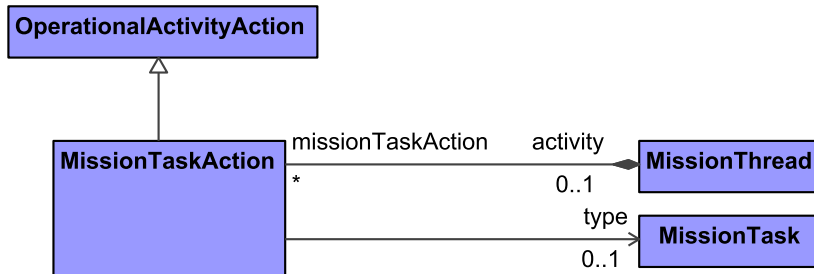 OperationalActivityAction
missionTaskAction activity
MissionTaskAction MissionThread
* 0..1
type
MissionTask
0..1